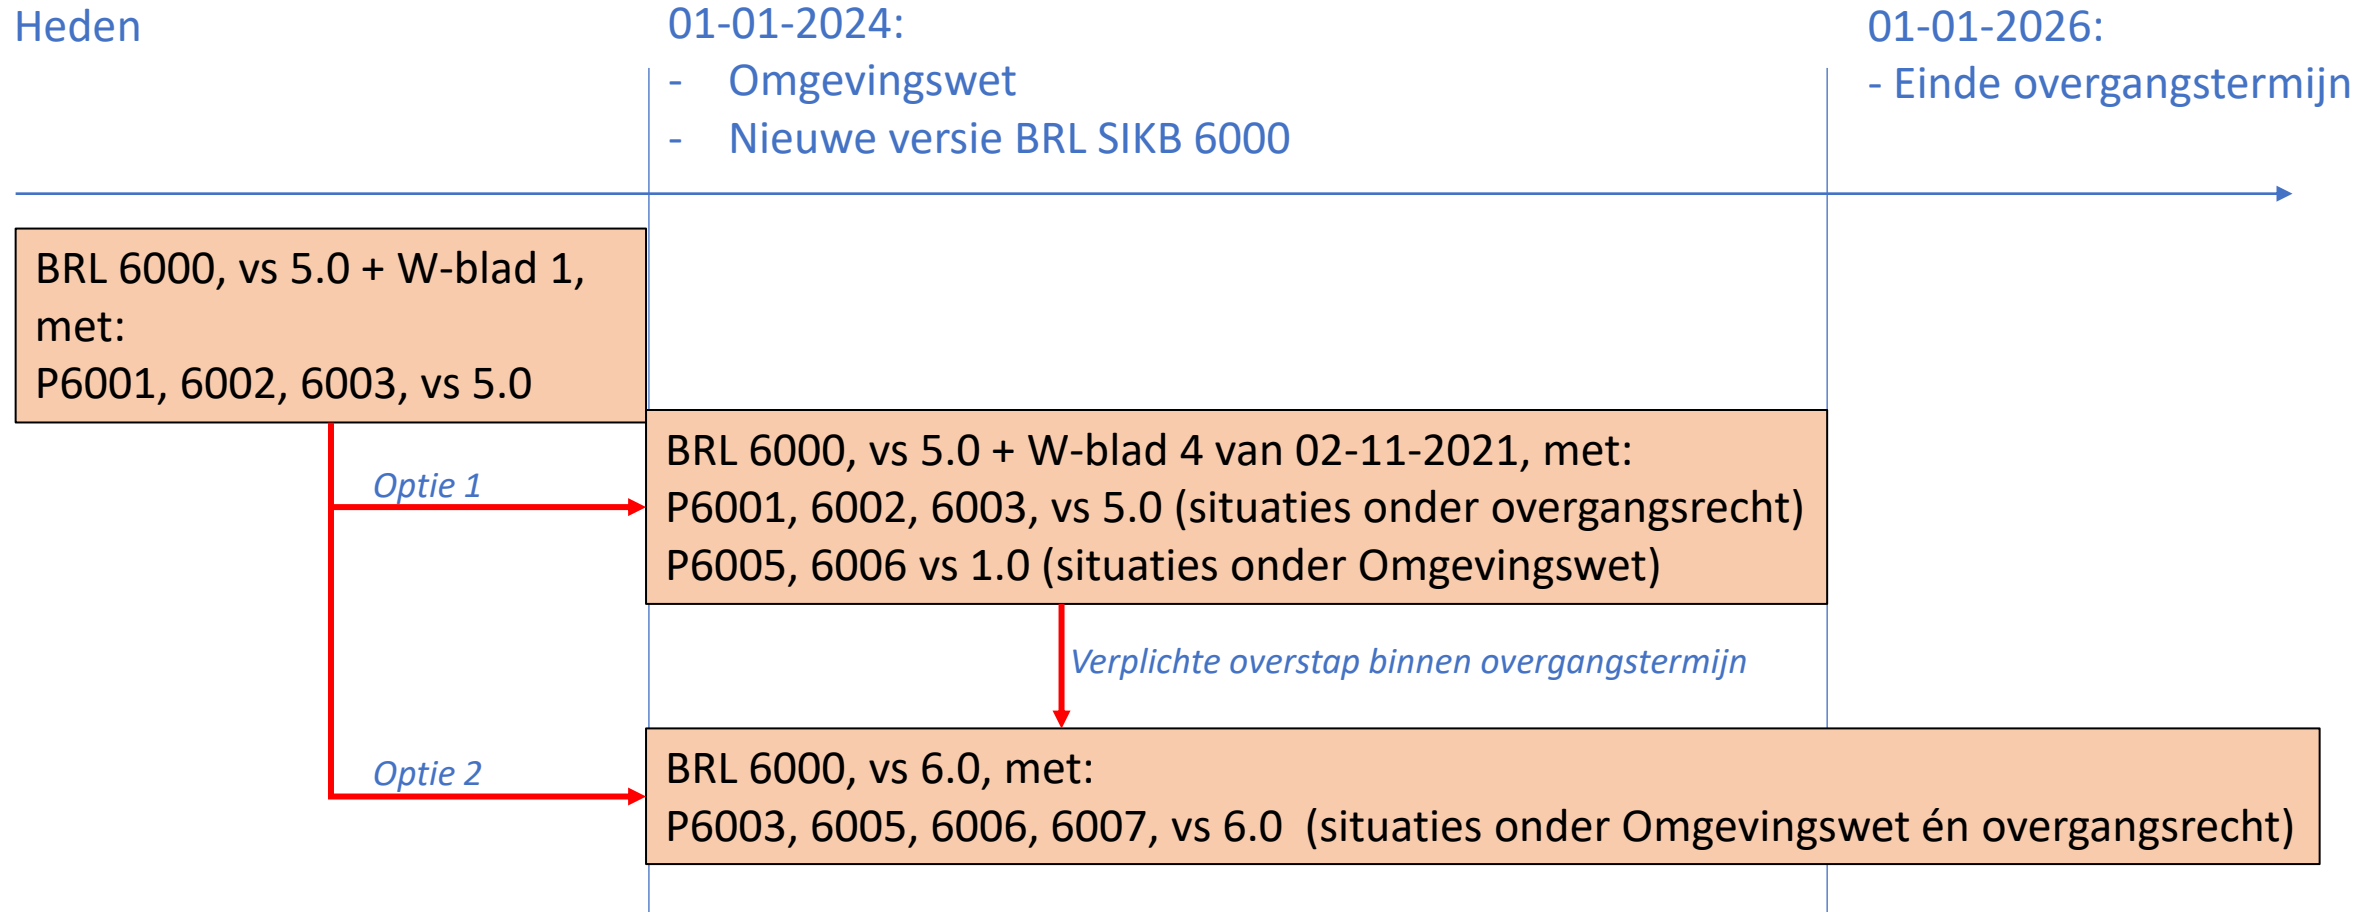 Heden
01-01-2024:
- Omgevingswet
- Nieuwe versie BRL SIKB 6000
01-01-2026:
- Einde overgangstermijn
BRL 6000, vs 5.0 + W-blad 1,
met:
P6001, 6002, 6003, vs 5.0
Optie 1
BRL 6000, vs 5.0 + W-blad 4 van 02-11-2021, met:
P6001, 6002, 6003, vs 5.0 (situaties onder overgangsrecht)
P6005, 6006 vs 1.0 (situaties onder Omgevingswet)
Verplichte overstap binnen overgangstermijn
Optie 2
BRL 6000, vs 6.0, met:
P6003, 6005, 6006, 6007, vs 6.0 (situaties onder Omgevingswet én overgangsrecht)